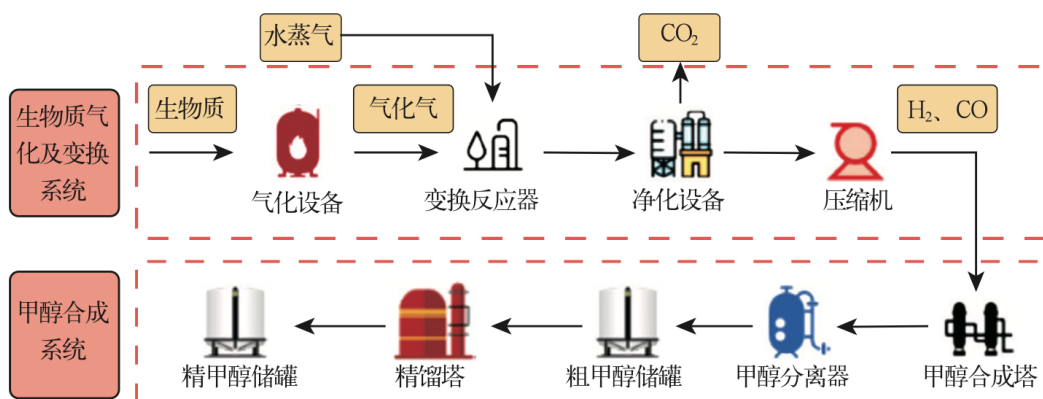 水蒸气
CO₂
生物质气
化及变换
系统
生物质
气化气
H₂、CO
气化设备
变换反应器
净化设备
压缩机
甲醇合成
系统
精甲醇储罐
精馏塔
粗甲醇储罐
甲醇分离器
甲醇合成塔